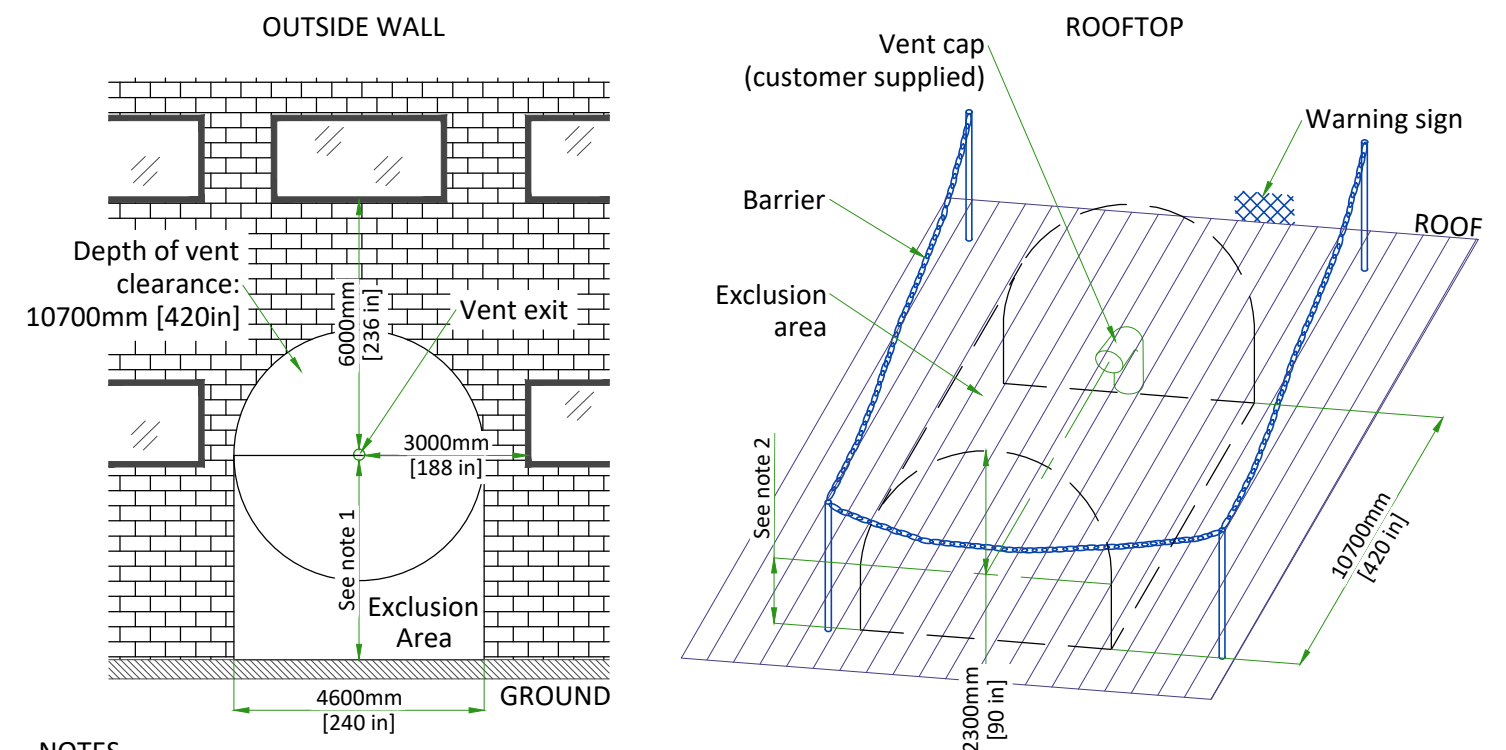 OUTSIDE WALL
Depth of vent
clearance:
10700mm [420in]
6000mm
[236 in]
Vent exit
3000mm
[188 in]
See note 1
Exclusion
Area
GROUND
4600mm
[240 in]
NOTES
ROOFTOP
Vent cap
(customer supplied)
Warning sign
Barrier
ROOF
Exclusion
area
See note 2
10700mm
[420 in]
2300mm
[90 in]